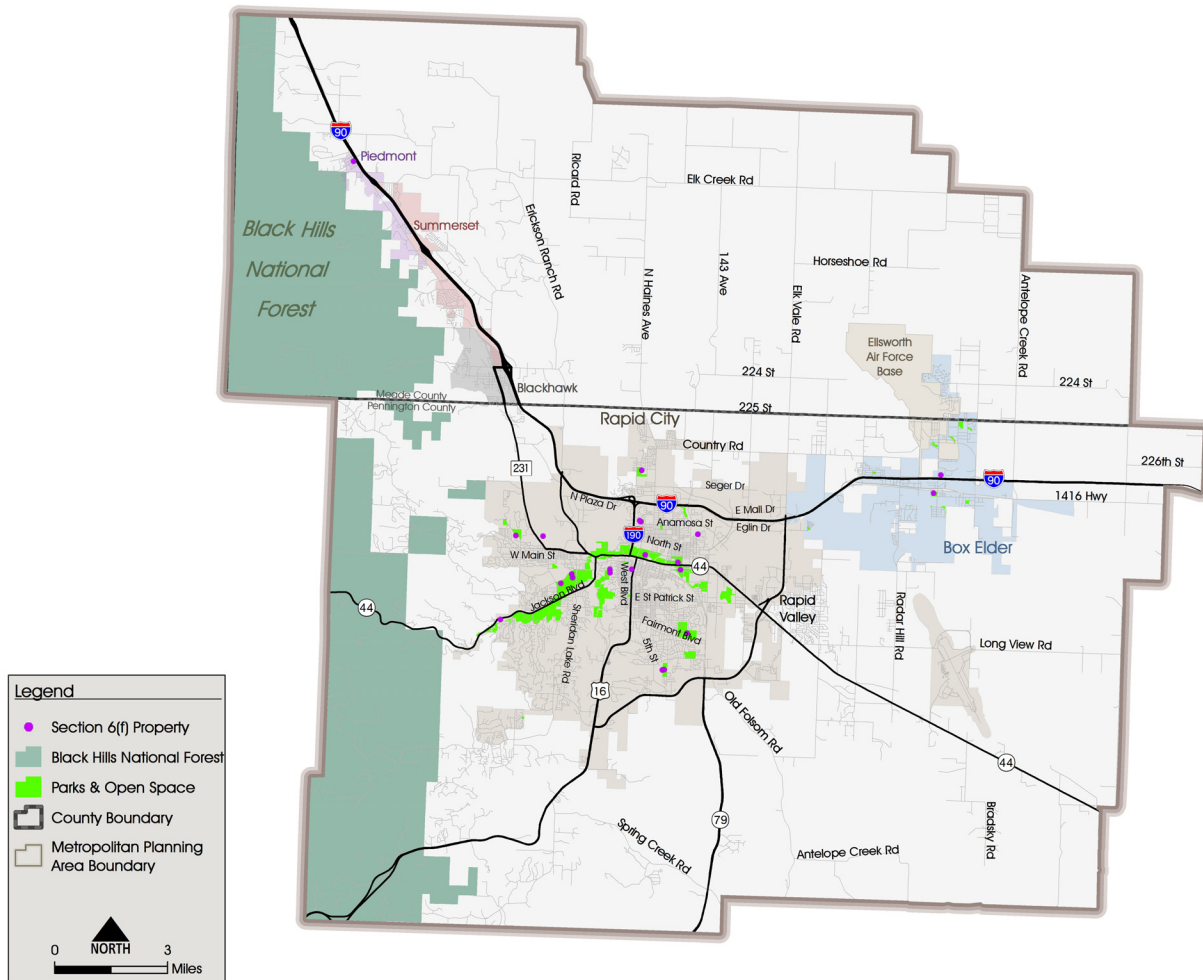 90
Piedmont
Elk Creek Rd
Ricard Rd
Erickson Ranch Rd
Summerset
Black Hills
National
Forest
Horseshoe Rd
143 Ave
N Haines Ave
Elk Vale Rd
Antelope Creek Rd
Ellsworth
Air Force
Base
224 St
224 St
Blackhawk
Meade County
Pennington County
225 St
Rapid City
Country Rd
226th St
231
Seger Dr
90
N Plaza Dr
90
E Mall Dr
1416 Hwy
Anamosa St
Eglin Dr
190
North St
Box Elder
W Main St
44
West Blvd
Jackson Blvd
E St Patrick St
Rapid
Valley
44
Sheridan Lake Rd
Fairmont Blvd
Radar Hill Rd
5th St
Long View Rd
16
Old Folsom Rd
44
79
Spring Creek Rd
Bradsky Rd
Antelope Creek Rd
Legend
Section 6(f) Property
Black Hills National Forest
Parks & Open Space
County Boundary
Metropolitan Planning
Area Boundary
NORTH
0 3
Miles